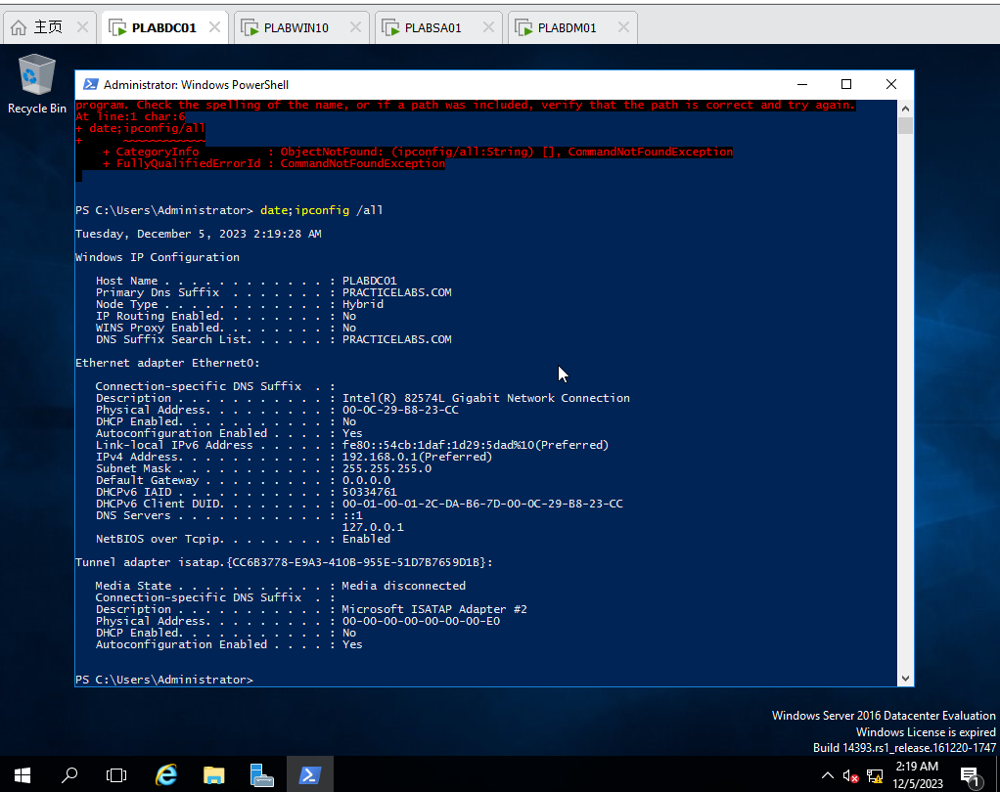 主页
PLABDC01
PLABWIN10
PLABSA01
PLABDM01
Recycle Bin
Administrator: Windows PowerShell
program. Check the spelling of the name, or if a path was included, verify that the path is correct and try again.
At line:1 char:6
+ date;ipconfig/all
+      ~~~~~~~~~~~~
    + CategoryInfo          : ObjectNotFound: (ipconfig/all:String) [], CommandNotFoundException
    + FullyQualifiedErrorId : CommandNotFoundException
PS C:\Users\Administrator> date;ipconfig /all
Tuesday, December 5, 2023 2:19:28 AM
Windows IP Configuration
   Host Name . . . . . . . . . . . . : PLABDC01
   Primary Dns Suffix  . . . . . . . : PRACTICELABS.COM
   Node Type . . . . . . . . . . . . : Hybrid
   IP Routing Enabled. . . . . . . . : No
   WINS Proxy Enabled. . . . . . . . : No
   DNS Suffix Search List. . . . . . : PRACTICELABS.COM
Ethernet adapter Ethernet0:
   Connection-specific DNS Suffix  . :
   Description . . . . . . . . . . . : Intel(R) 82574L Gigabit Network Connection
   Physical Address. . . . . . . . . : 00-0C-29-B8-23-CC
   DHCP Enabled. . . . . . . . . . . : No
   Autoconfiguration Enabled . . . . : Yes
   Link-local IPv6 Address . . . . . : fe80::54cb:1daf:1d29:5dad%10(Preferred)
   IPv4 Address. . . . . . . . . . . : 192.168.0.1(Preferred)
   Subnet Mask . . . . . . . . . . . : 255.255.255.0
   Default Gateway . . . . . . . . . : 0.0.0.0
   DHCPv6 IAID . . . . . . . . . . . : 50334761
   DHCPv6 Client DUID. . . . . . . . : 00-01-00-01-2C-DA-B6-7D-00-0C-29-B8-23-CC
   DNS Servers . . . . . . . . . . . : ::1
                                       127.0.0.1
   NetBIOS over Tcpip. . . . . . . . : Enabled
Tunnel adapter isatap.{CC6B3778-E9A3-410B-955E-51D7B7659D1B}:
   Media State . . . . . . . . . . . : Media disconnected
   Connection-specific DNS Suffix  . :
   Description . . . . . . . . . . . : Microsoft ISATAP Adapter #2
   Physical Address. . . . . . . . . : 00-00-00-00-00-00-00-E0
   DHCP Enabled. . . . . . . . . . . : No
   Autoconfiguration Enabled . . . . : Yes
PS C:\Users\Administrator>
Windows Server 2016 Datacenter Evaluation
Windows License is expired
Build 14393.rs1_release.161220-1747
2:19 AM
12/5/2023
1